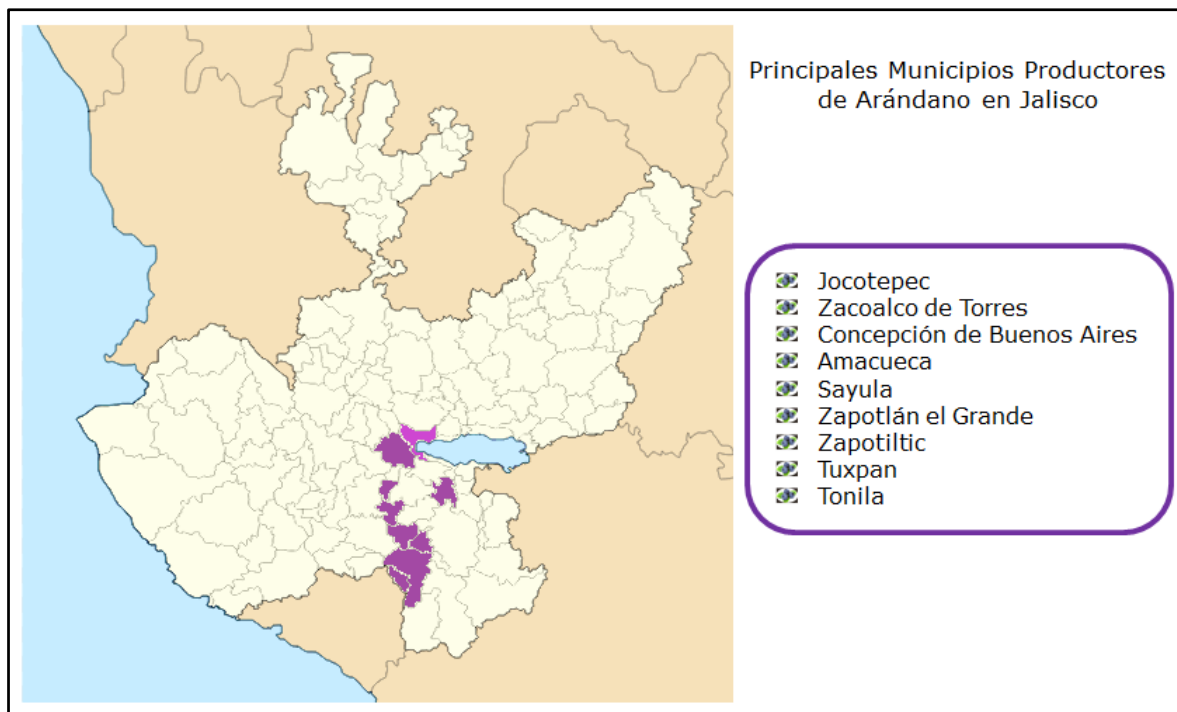 Principales Municipios Productores
de Arándano en Jalisco
Jocotepec
Zacoalco de Torres
Concepción de Buenos Aires
Amacueca
Sayula
Zapotlán el Grande
Zapotiltic
Tuxpan
Tonila